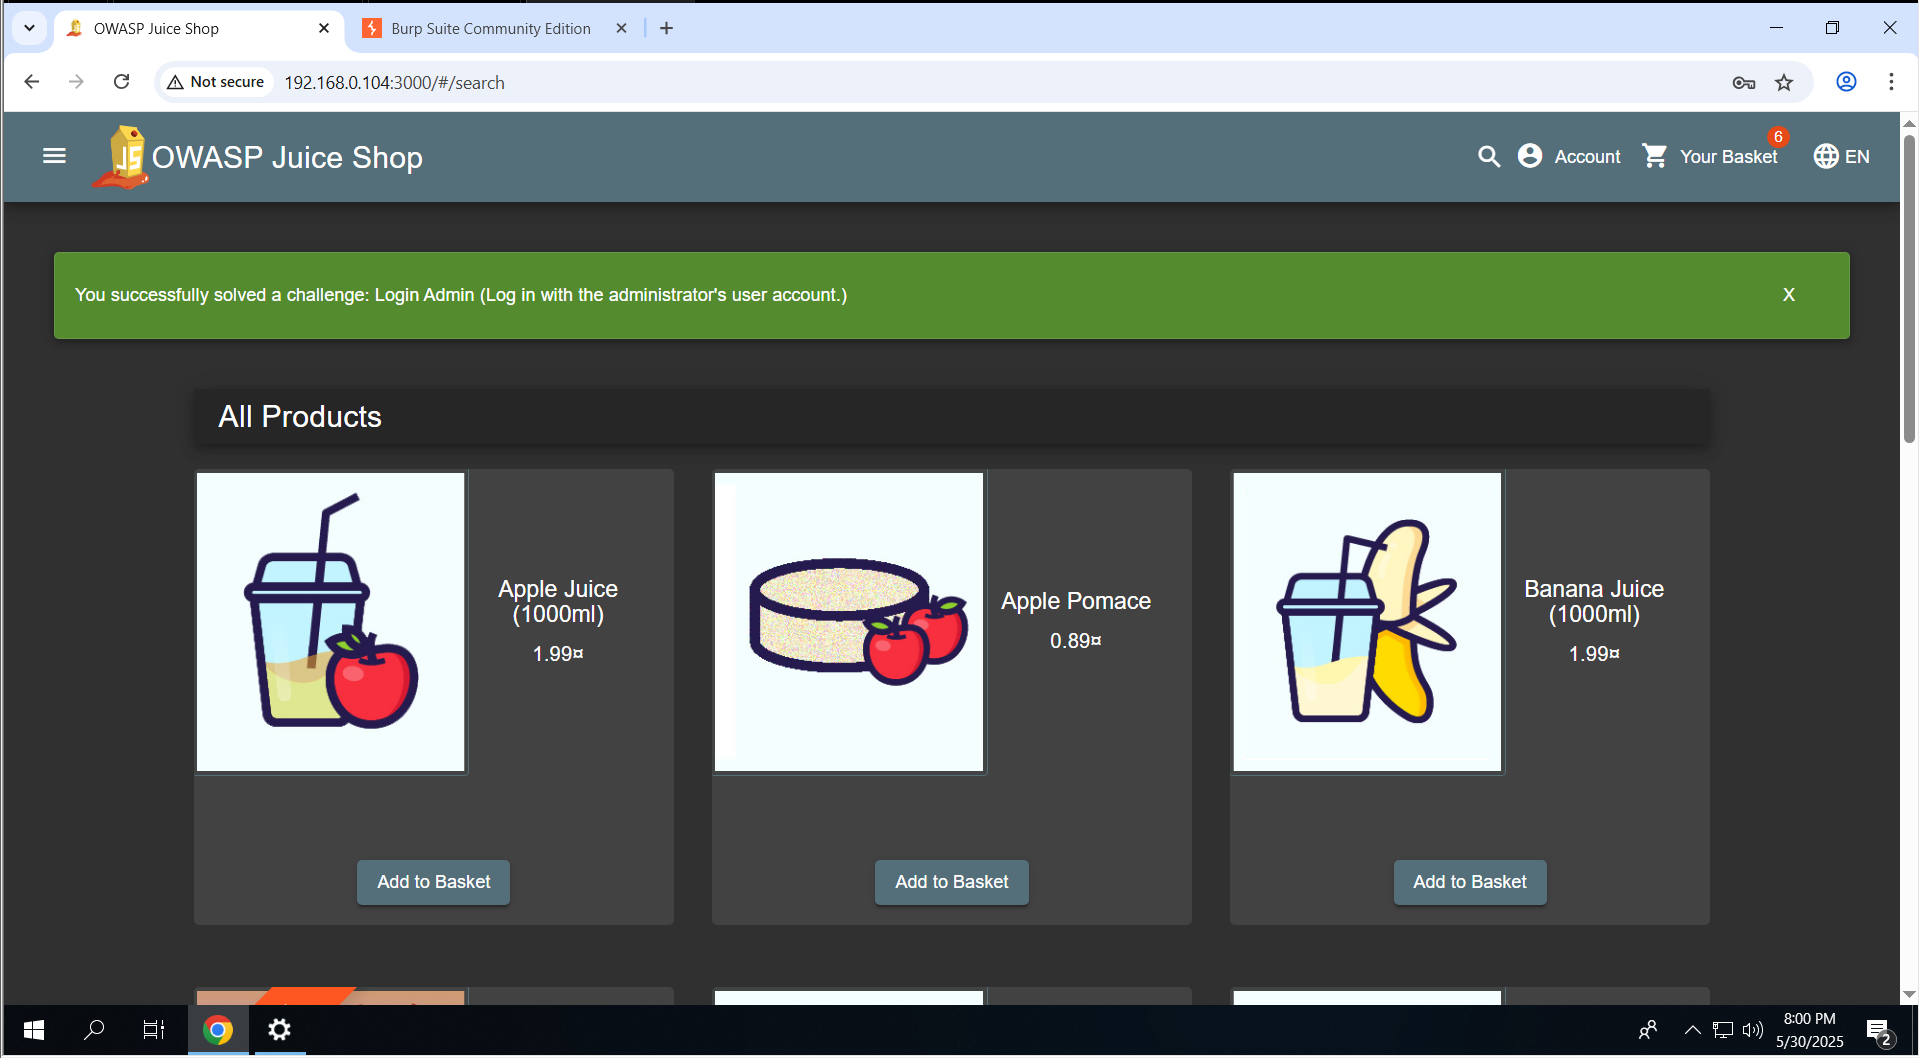 OWASP Juice Shop
Burp Suite Community Edition
Not secure
192.168.0.104:3000/#/search
JS
OWASP Juice Shop
Account
Your Basket
6
EN
You successfully solved a challenge: Login Admin (Log in with the administrator's user account.)
X
All Products
Apple Juice
(1000ml)
1.99¤
Apple Pomace
0.89¤
Banana Juice
(1000ml)
1.99¤
Add to Basket
Add to Basket
Add to Basket
8:00 PM
5/30/2025
2